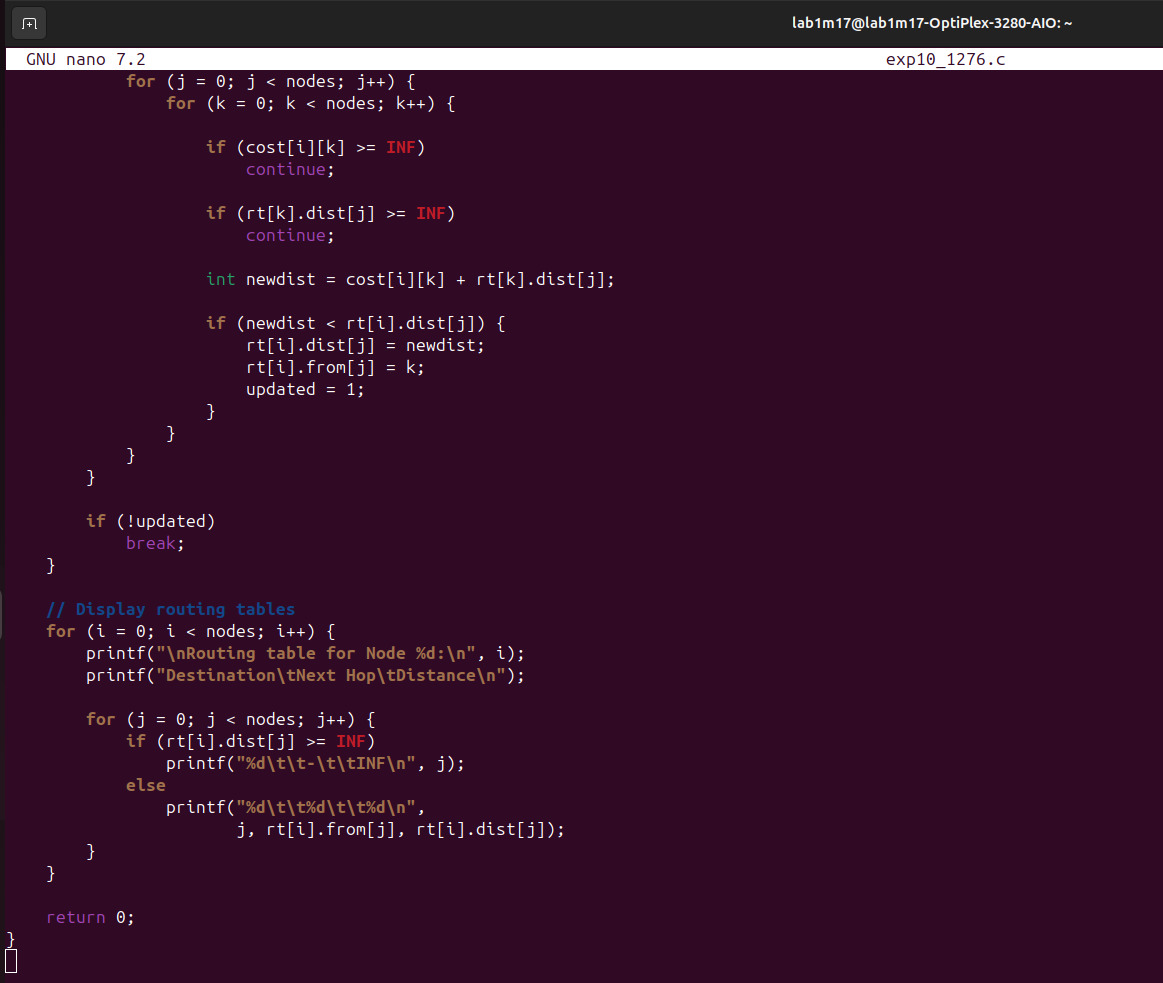 lab1m17@lab1m17-OptiPlex-3280-AIO: ~
GNU nano 7.2 exp10_1276.c
            for (j = 0; j < nodes; j++) {
                for (k = 0; k < nodes; k++) {

                    if (cost[i][k] >= INF)
                        continue;

                    if (rt[k].dist[j] >= INF)
                        continue;

                    int newdist = cost[i][k] + rt[k].dist[j];

                    if (newdist < rt[i].dist[j]) {
                        rt[i].dist[j] = newdist;
                        rt[i].from[j] = k;
                        updated = 1;
                    }
                }
            }
        }

        if (!updated)
            break;
    }

    // Display routing tables
    for (i = 0; i < nodes; i++) {
        printf("\nRouting table for Node %d:\n", i);
        printf("Destination\tNext Hop\tDistance\n");

        for (j = 0; j < nodes; j++) {
            if (rt[i].dist[j] >= INF)
                printf("%d\t\t-\t\tINF\n", j);
            else
                printf("%d\t\t%d\t\t%d\n",
                       j, rt[i].from[j], rt[i].dist[j]);
        }
    }

    return 0;
}